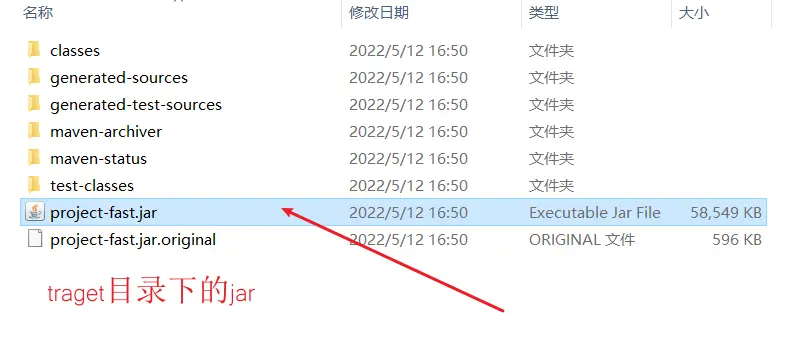 名称 修改日期 类型 大小
classes 2022/5/12 16:50 文件夹
generated-sources 2022/5/12 16:50 文件夹
generated-test-sources 2022/5/12 16:50 文件夹
maven-archiver 2022/5/12 16:50 文件夹
maven-status 2022/5/12 16:50 文件夹
test-classes 2022/5/12 16:50 文件夹
project-fast.jar 2022/5/12 16:50 Executable Jar File 58,549 KB
project-fast.jar.original 2022/5/12 16:50 ORIGINAL 文件 596 KB
traget目录下的jar